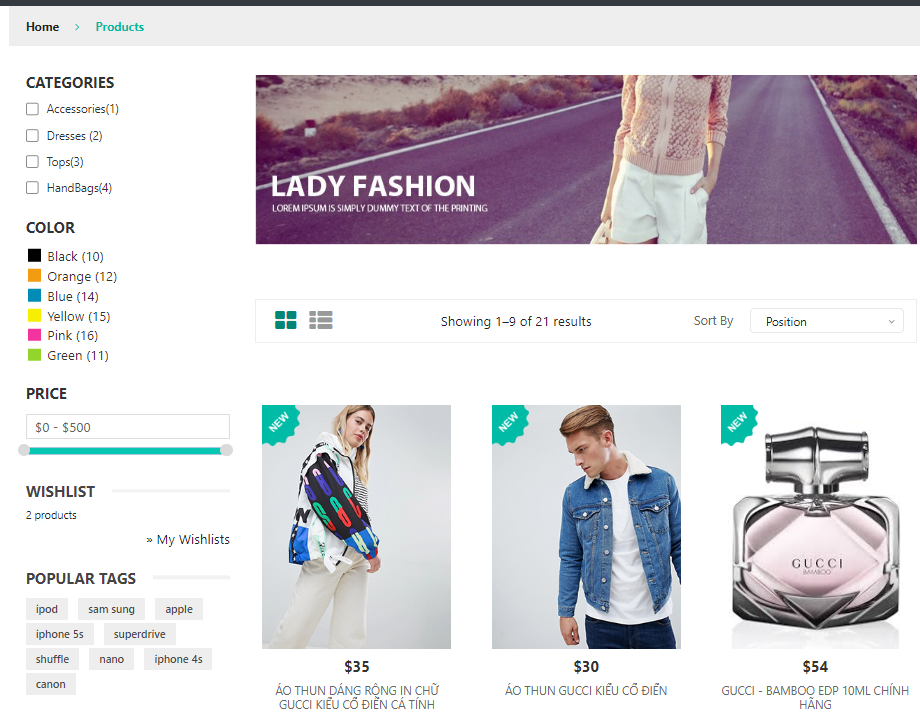 Home > Products
CATEGORIES
Accessories(1)
Dresses (2)
Tops(3)
HandBags(4)
COLOR
Black (10)
Orange (12)
Blue (14)
Yellow (15)
Pink (16)
Green (11)
PRICE
$0 - $500
WISHLIST
2 products
» My Wishlists
POPULAR TAGS
ipod sam sung apple
iphone 5s superdrive
shuffle nano iphone 4s
canon
LADY FASHION
LOREM IPSUM IS SIMPLY DUMMY TEXT OF THE PRINTING
Showing 1–9 of 21 results
Sort By Position
NEW
$35
ÁO THUN DÁNG RỘNG IN CHỮ
GUCCI KIỂU CỔ ĐIỂN CÁ TÍNH
NEW
$30
ÁO THUN GUCCI KIỂU CỔ ĐIỂN
NEW
GUCCI
BAMBOO
$54
GUCCI - BAMBOO EDP 10ML CHÍNH
HÃNG